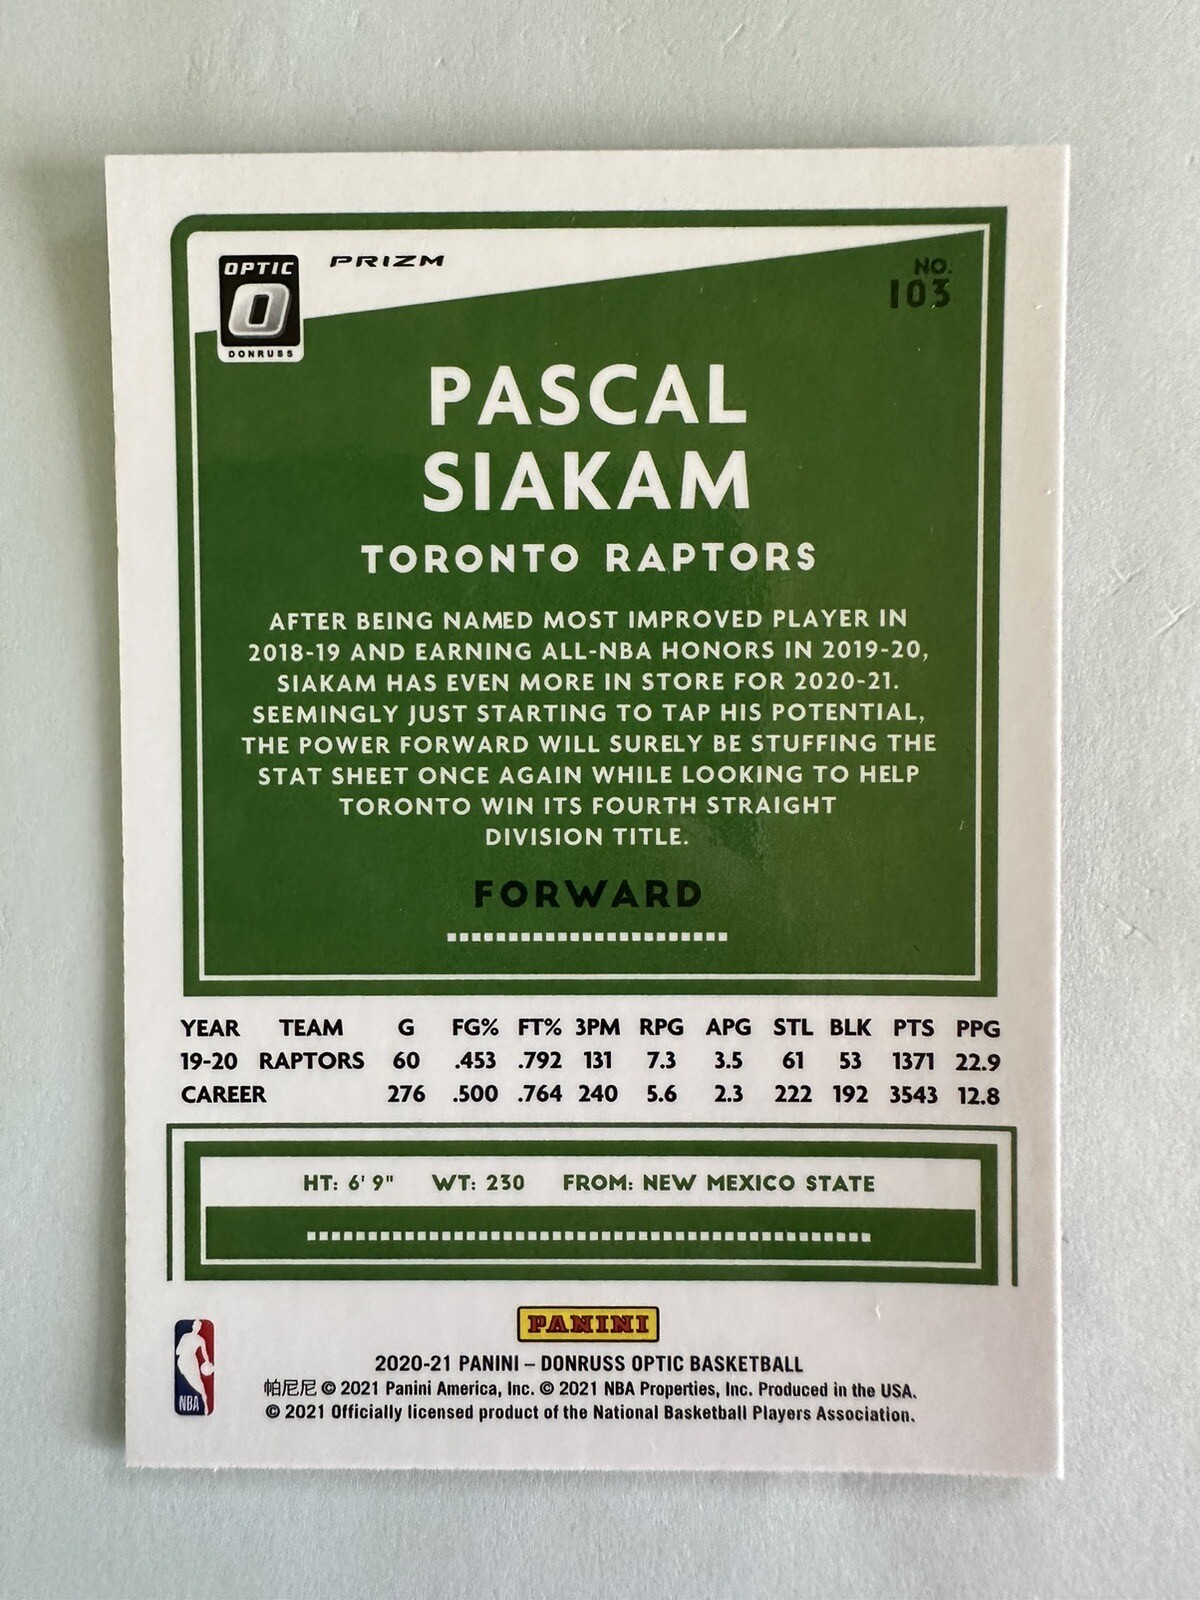 OPTIC
DONRUSS
PRIZM
NO.
103
PASCAL
SIAKAM
TORONTO RAPTORS
AFTER BEING NAMED MOST IMPROVED PLAYER IN
2018-19 AND EARNING ALL-NBA HONORS IN 2019-20,
SIAKAM HAS EVEN MORE IN STORE FOR 2020-21.
SEEMINGLY JUST STARTING TO TAP HIS POTENTIAL,
THE POWER FORWARD WILL SURELY BE STUFFING THE
STAT SHEET ONCE AGAIN WHILE LOOKING TO HELP
TORONTO WIN ITS FOURTH STRAIGHT
DIVISION TITLE.
FORWARD
YEAR TEAM G FG% FT% 3PM RPG APG STL BLK PTS PPG
19-20 RAPTORS 60 .453 .792 131 7.3 3.5 61 53 1371 22.9
CAREER 276 .500 .764 240 5.6 2.3 222 192 3543 12.8
HT: 6' 9" WT: 230 FROM: NEW MEXICO STATE
PANINI
NBA
2020-21 PANINI – DONRUSS OPTIC BASKETBALL
帕尼尼 © 2021 Panini America, Inc. © 2021 NBA Properties, Inc. Produced in the USA.
© 2021 Officially licensed product of the National Basketball Players Association.